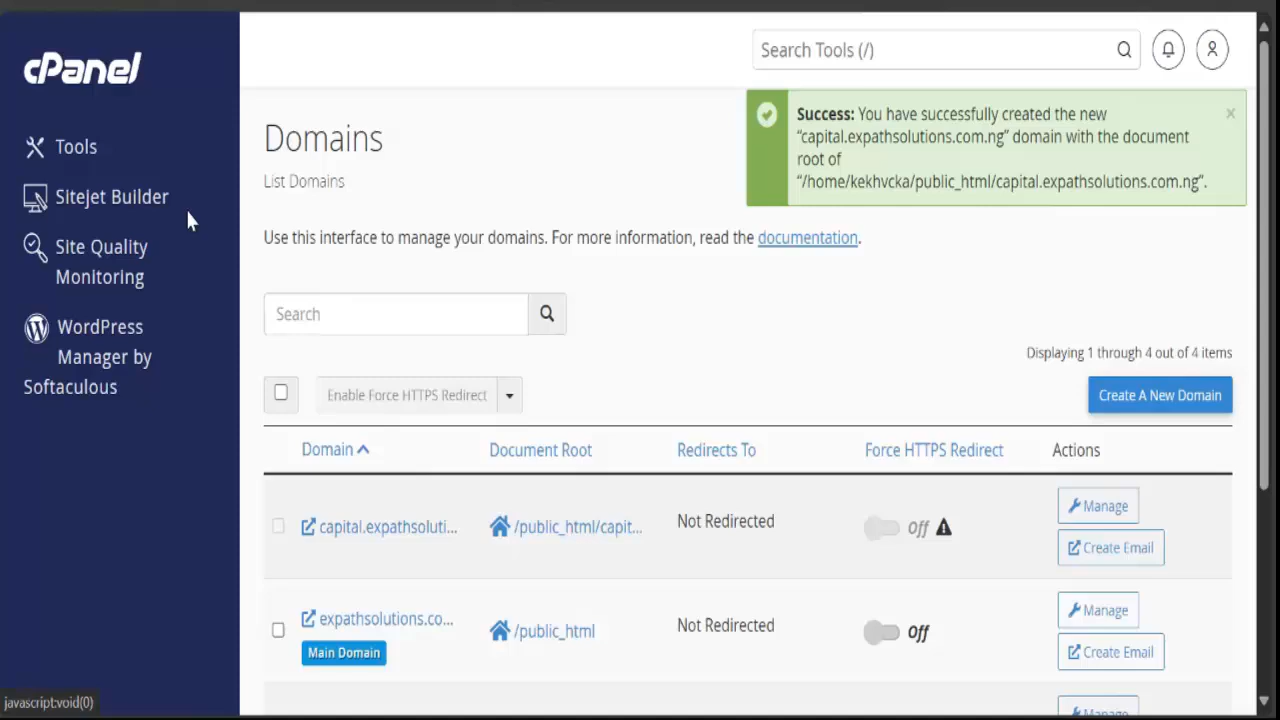 cPanel
Search Tools (/)
Tools
Sitejet Builder
Site Quality
Monitoring
WordPress
Manager by
Softaculous
Success: You have successfully created the new
“capital.expathsolutions.com.ng” domain with the document
root of
“/home/kekhvcka/public_html/capital.expathsolutions.com.ng”.
×
Domains
List Domains
Use this interface to manage your domains. For more information, read the documentation.
Search
Displaying 1 through 4 out of 4 items
Enable Force HTTPS Redirect
Create A New Domain
Domain Document Root Redirects To Force HTTPS Redirect Actions
capital.expathsoluti... /public_html/capit... Not Redirected Off Manage
Create Email
expathsolutions.co... /public_html Not Redirected Off Manage
Main Domain Create Email
Manage
javascript:void(0)